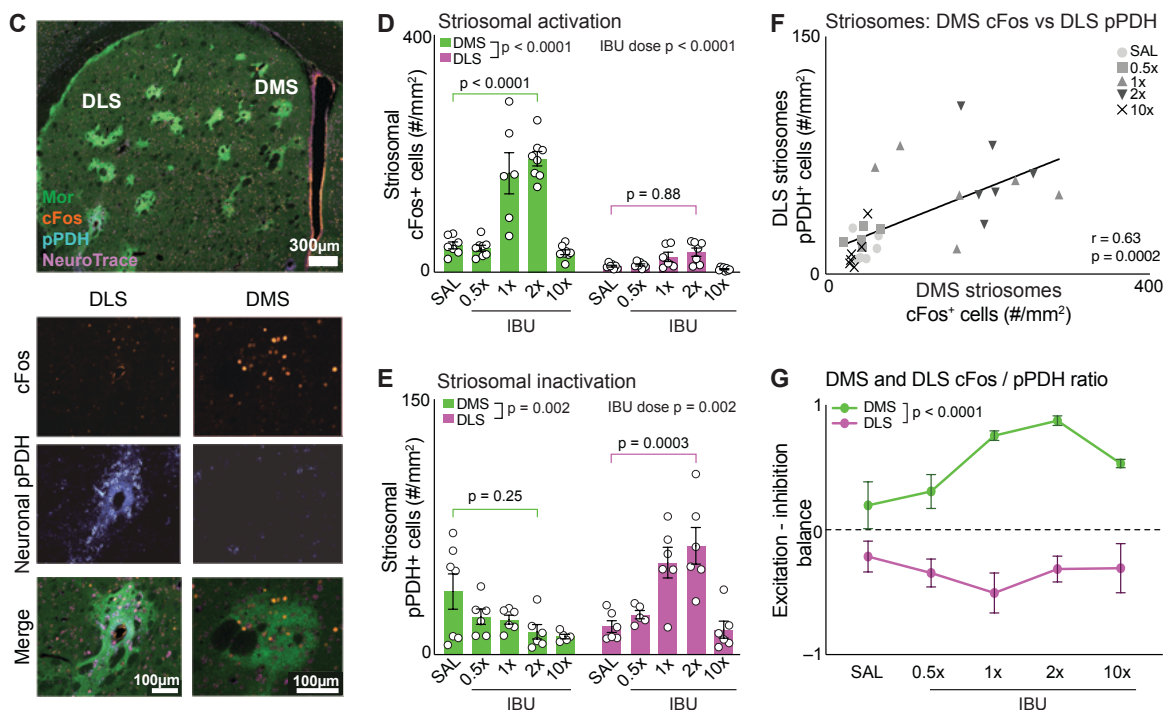 C
DLS
DMS
Mor
cFos
pPDH
NeuroTrace
300µm
DLS
DMS
cFos
Neuronal pPDH
Merge
100µm
100µm
D
Striosomal activation
400
DMS
DLS
p < 0.0001
IBU dose p < 0.0001
p < 0.0001
p = 0.88
Striosomal
cFos+ cells (#/mm²)
0
SAL
0.5x
1x
2x
10x
SAL
0.5x
1x
2x
10x
IBU
IBU
E
Striosomal inactivation
150
DMS
DLS
p = 0.002
IBU dose p = 0.002
p = 0.0003
p = 0.25
Striosomal
pPDH+ cells (#/mm²)
0
SAL
0.5x
1x
2x
10x
SAL
0.5x
1x
2x
10x
IBU
IBU
F
Striosomes: DMS cFos vs DLS pPDH
150
SAL
0.5x
1x
2x
10x
DLS striosomes
pPDH⁺ cells (#/mm²)
r = 0.63
p = 0.0002
0
0
400
DMS striosomes
cFos⁺ cells (#/mm²)
G
DMS and DLS cFos / pPDH ratio
1
DMS
DLS
p < 0.0001
Excitation - inhibition
balance
0
–1
SAL
0.5x
1x
2x
10x
IBU